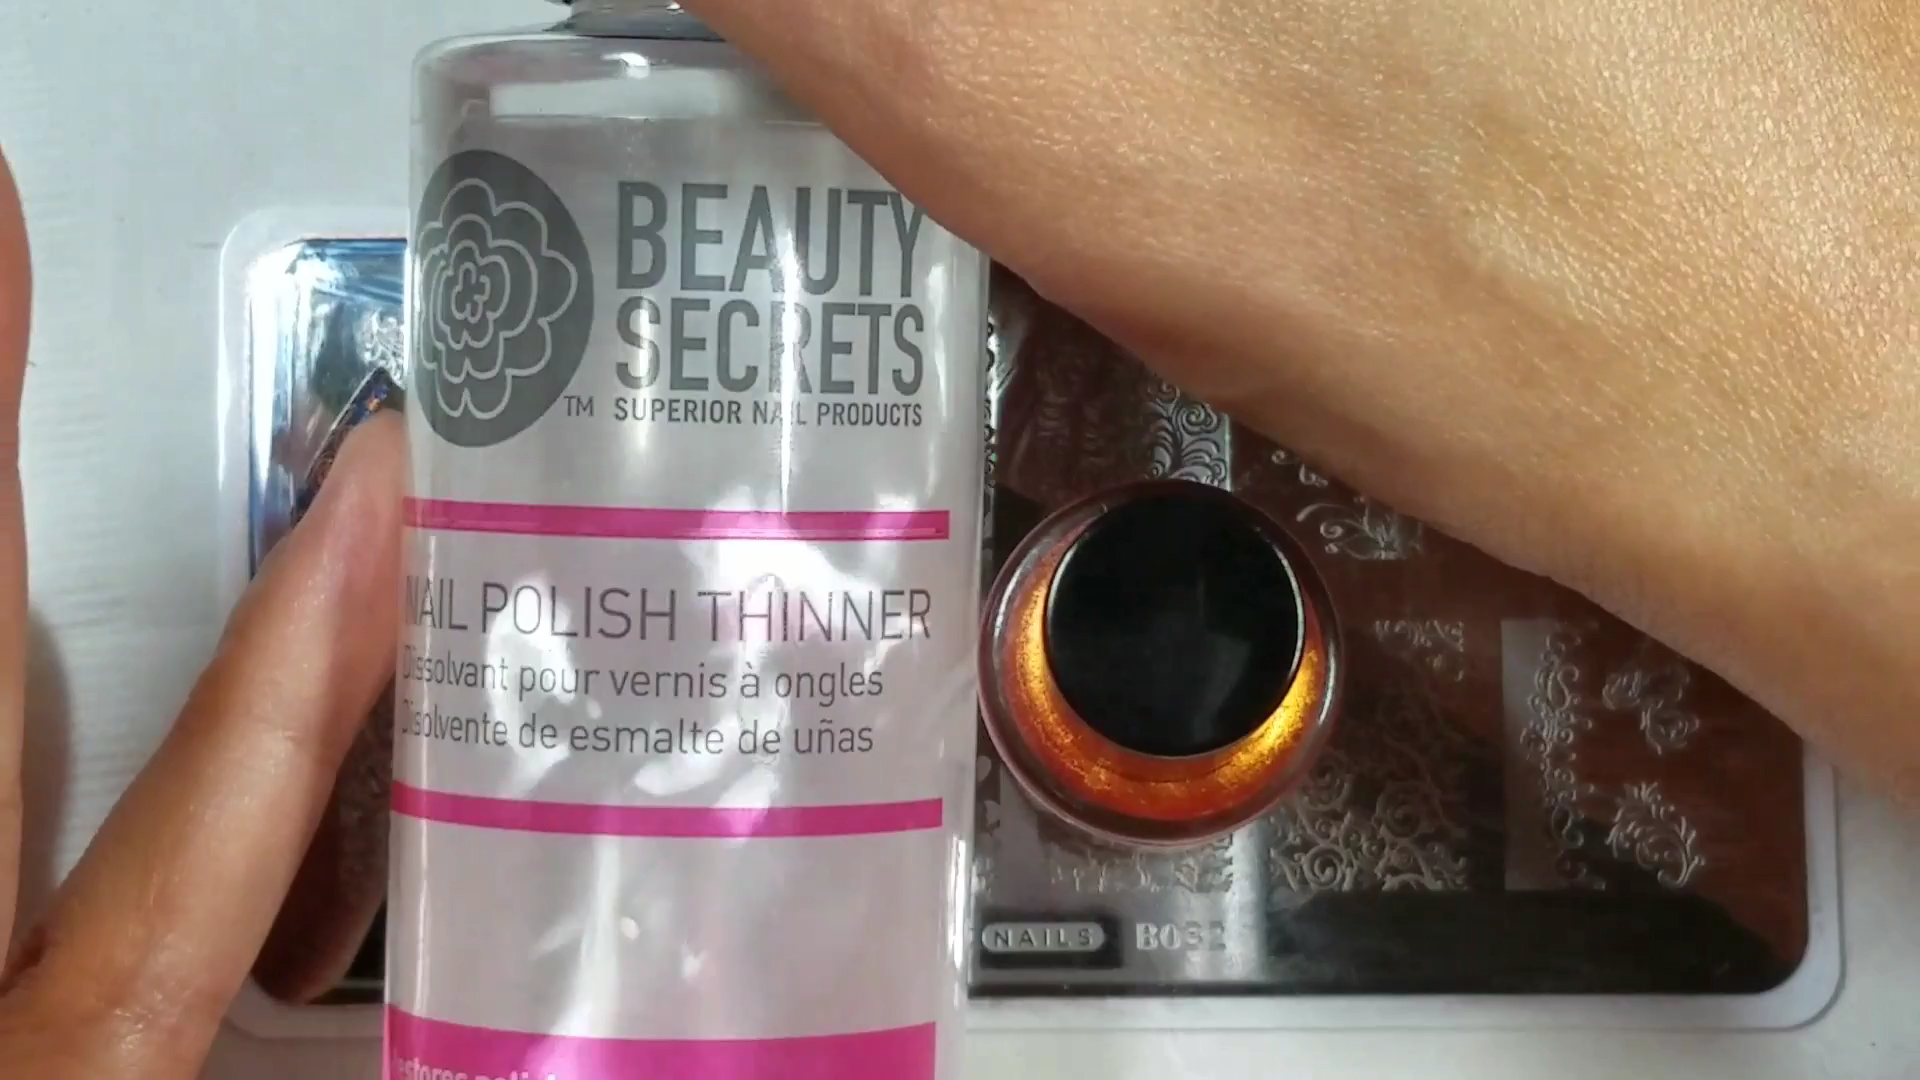 BEAUTY
SECRETS
™ SUPERIOR NAIL PRODUCTS
NAIL POLISH THINNER
Dissolvant pour vernis à ongles
Disolvente de esmalte de uñas
NAILS